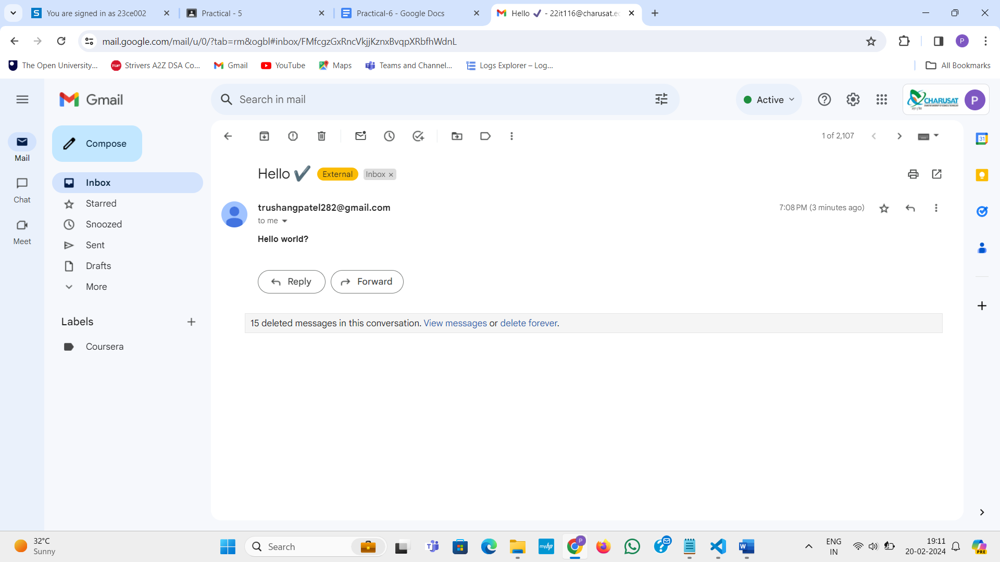 You are signed in as 23ce002
Practical - 5
Practical-6 - Google Docs
Hello ✔ - 22it116@charusat.ed
mail.google.com/mail/u/0/?tab=rm&ogbl#inbox/FMfcgzGxRncVkjjKznxBvqpXRbfhWdnL
P
The Open University...
TUF
Strivers A2Z DSA Co...
Gmail
YouTube
Maps
Teams and Channel...
Logs Explorer – Log...
All Bookmarks
Gmail
Search in mail
Active
CHARUSAT
P
Mail
Chat
Meet
Compose
Inbox
Starred
Snoozed
Sent
Drafts
More
Labels
Coursera
1 of 2,107
31
Hello ✔ External Inbox ×
trushangpatel282@gmail.com
7:08 PM (3 minutes ago)
to me
Hello world?
Reply
Forward
15 deleted messages in this conversation. View messages or delete forever.
32°C
Sunny
Search
myhp
P
W
ENG
IN
19:11
20-02-2024
PRE